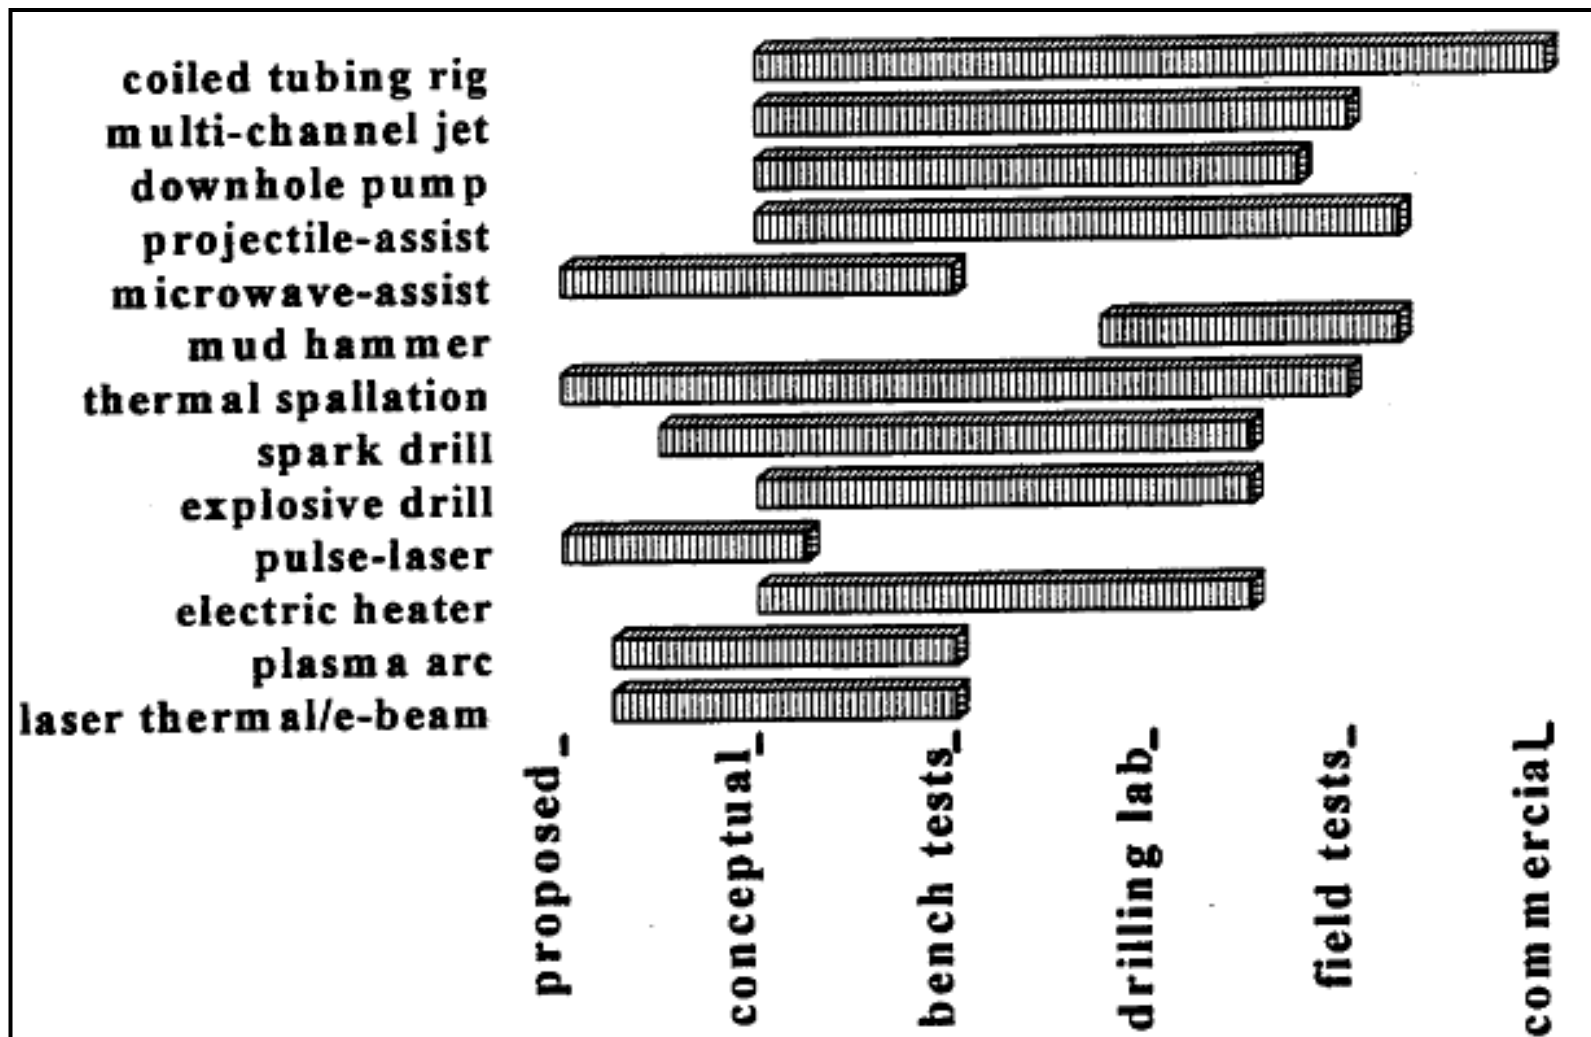 coiled tubing rig
multi-channel jet
downhole pump
projectile-assist
microwave-assist
mud hammer
thermal spallation
spark drill
explosive drill
pulse-laser
electric heater
plasma arc
laser thermal/e-beam
proposed
conceptual
bench tests
drilling lab
field tests
commercial